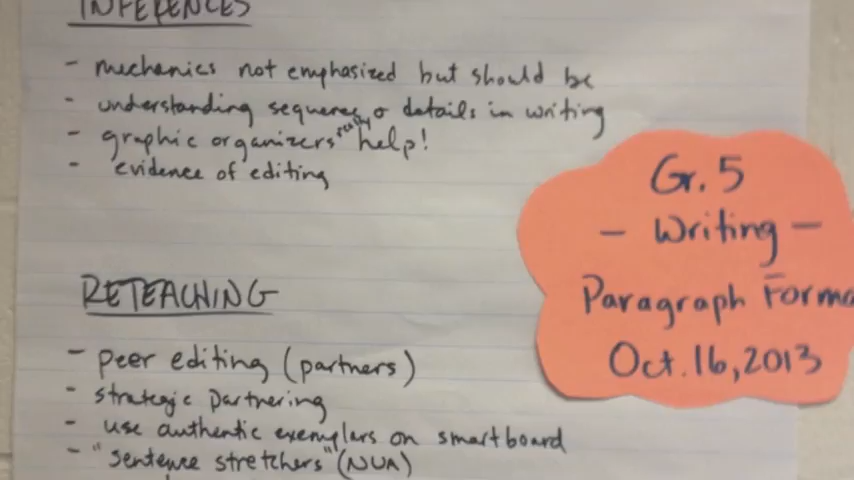 INFERENCES
- mechanics not emphasized but should be
- understanding sequence & details in writing
- graphic organizers really help!
- evidence of editing
RETEACHING
- peer editing (partners)
- strategic partnering
- use authentic exemplars on smartboard
- "sentence stretchers" (NUA)
Gr. 5
- Writing -
Paragraph Forma
Oct. 16, 2013